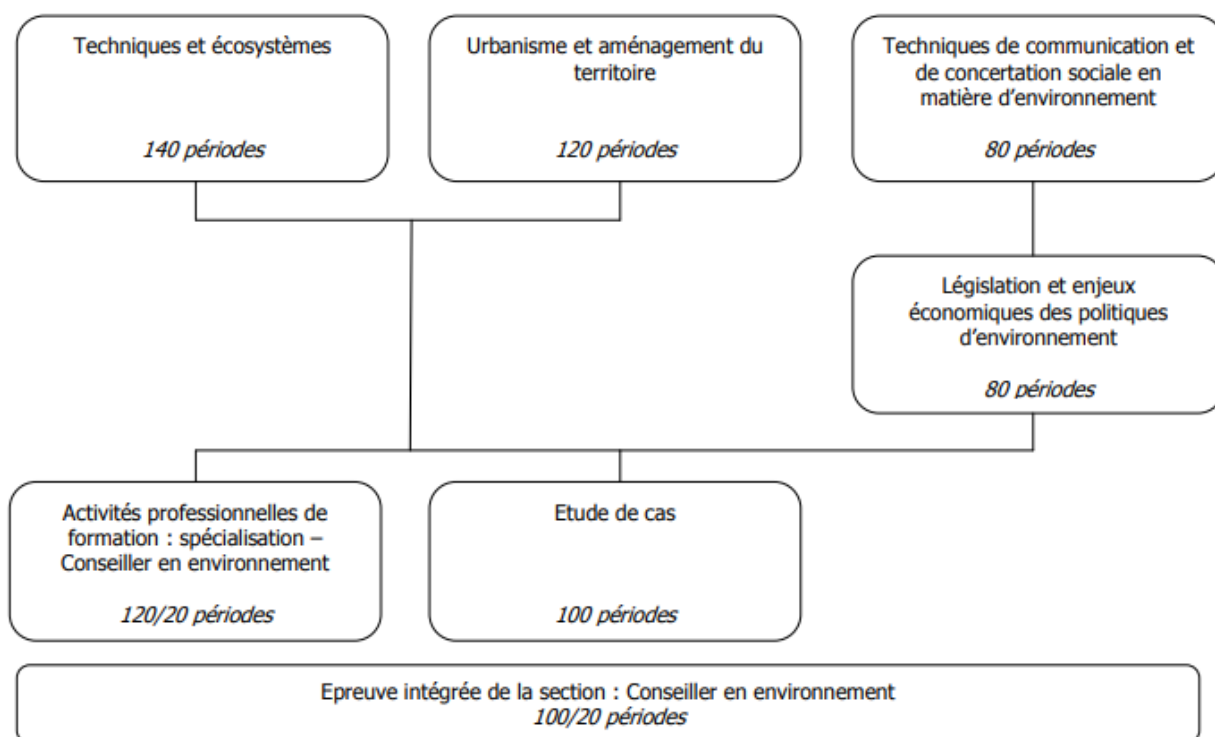 Techniques et écosystèmes
140 périodes
Urbanisme et aménagement du
territoire
120 périodes
Techniques de communication et
de concertation sociale en
matière d'environnement
80 périodes
Législation et enjeux
économiques des politiques
d'environnement
80 périodes
Activités professionnelles de
formation : spécialisation –
Conseiller en environnement
120/20 périodes
Etude de cas
100 périodes
Epreuve intégrée de la section : Conseiller en environnement
100/20 périodes